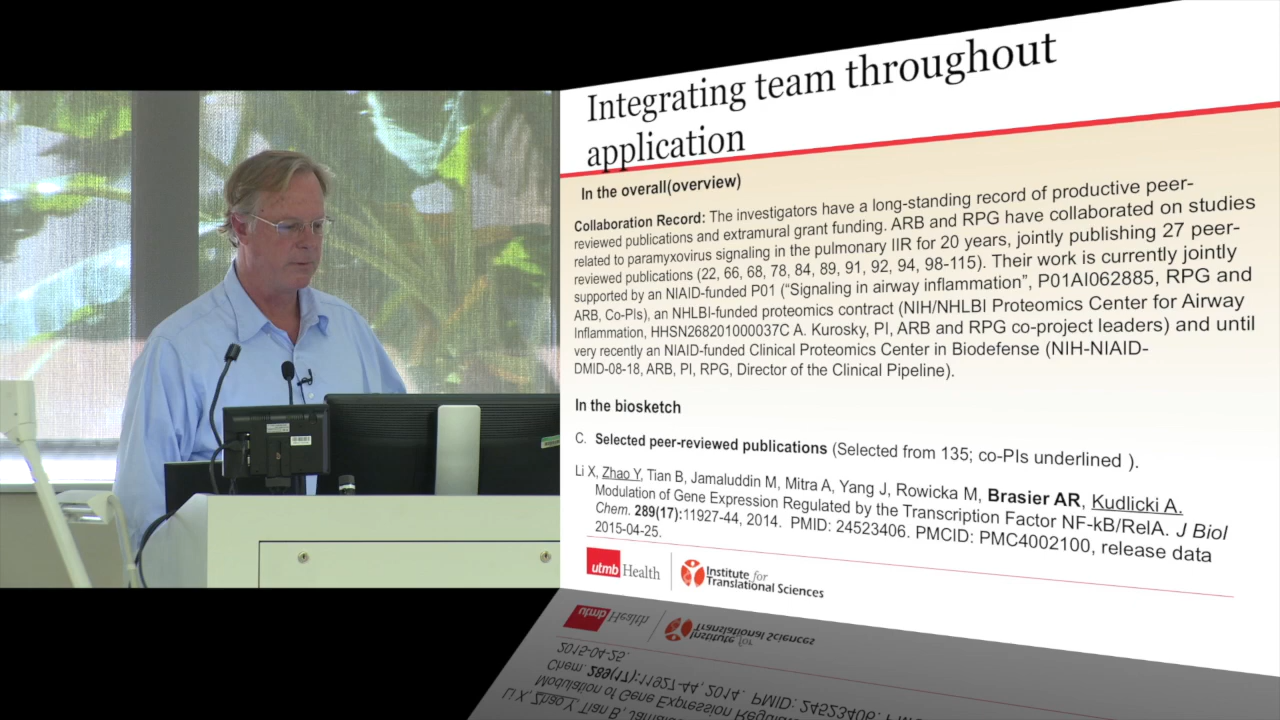 Integrating team throughout
application
In the overall(overview)
Collaboration Record: The investigators have a long-standing record of productive peer-
reviewed publications and extramural grant funding. ARB and RPG have collaborated on studies
related to paramyxovirus signaling in the pulmonary IIR for 20 years, jointly publishing 27 peer-
reviewed publications (22, 66, 68, 78, 84, 89, 91, 92, 94, 98-115). Their work is currently jointly
supported by an NIAID-funded P01 (“Signaling in airway inflammation”, P01AI062885, RPG and
ARB, Co-PIs), an NHLBI-funded proteomics contract (NIH/NHLBI Proteomics Center for Airway
Inflammation, HHSN268201000037C A. Kurosky, PI, ARB and RPG co-project leaders) and until
very recently an NIAID-funded Clinical Proteomics Center in Biodefense (NIH-NIAID-
DMID-08-18, ARB, PI, RPG, Director of the Clinical Pipeline).
In the biosketch
C. Selected peer-reviewed publications (Selected from 135; co-PIs underlined ).
Li X, Zhao Y, Tian B, Jamaluddin M, Mitra A, Yang J, Rowicka M, Brasier AR, Kudlicki A.
Modulation of Gene Expression Regulated by the Transcription Factor NF-kB/RelA. J Biol
Chem. 289(17):11927-44, 2014. PMID: 24523406. PMCID: PMC4002100, release data
2015-04-25.
utmb Health
Institute for
Translational Sciences